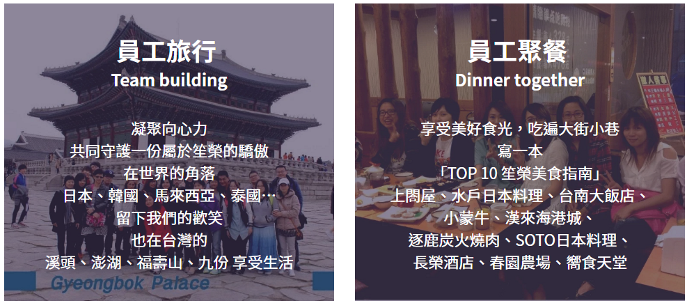 員工旅行
Team building
凝聚向心力
共同守護一份屬於笙榮的驕傲
在世界的角落
日本、韓國、馬來西亞、泰國…
留下我們的歡笑
也在台灣的
溪頭、澎湖、福壽山、九份 享受生活
Gyeongbok Palace
員工聚餐
Dinner together
享受美好食光，吃遍大街小巷
寫一本
「TOP 10 笙榮美食指南」
上閤屋、水戶日本料理、台南大飯店、
小蒙牛、漢來海港城、
逐鹿炭火燒肉、SOTO日本料理、
長榮酒店、春園農場、饗食天堂